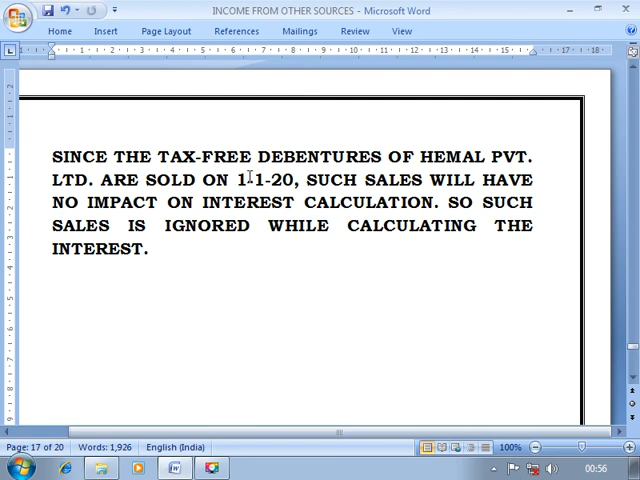 INCOME FROM OTHER SOURCES - Microsoft Word
Home Insert Page Layout References Mailings Review View
SINCE THE TAX-FREE DEBENTURES OF HEMAL PVT.
LTD. ARE SOLD ON 1-1-20, SUCH SALES WILL HAVE
NO IMPACT ON INTEREST CALCULATION. SO SUCH
SALES IS IGNORED WHILE CALCULATING THE
INTEREST.
Page: 17 of 20 Words: 1,926 English (India) 100%
00:56